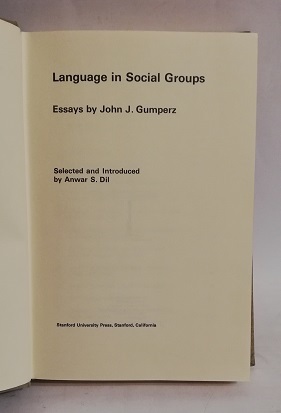 Language in Social Groups
Essays by John J. Gumperz
Selected and Introduced
by Anwar S. Dil
Stanford University Press, Stanford, California